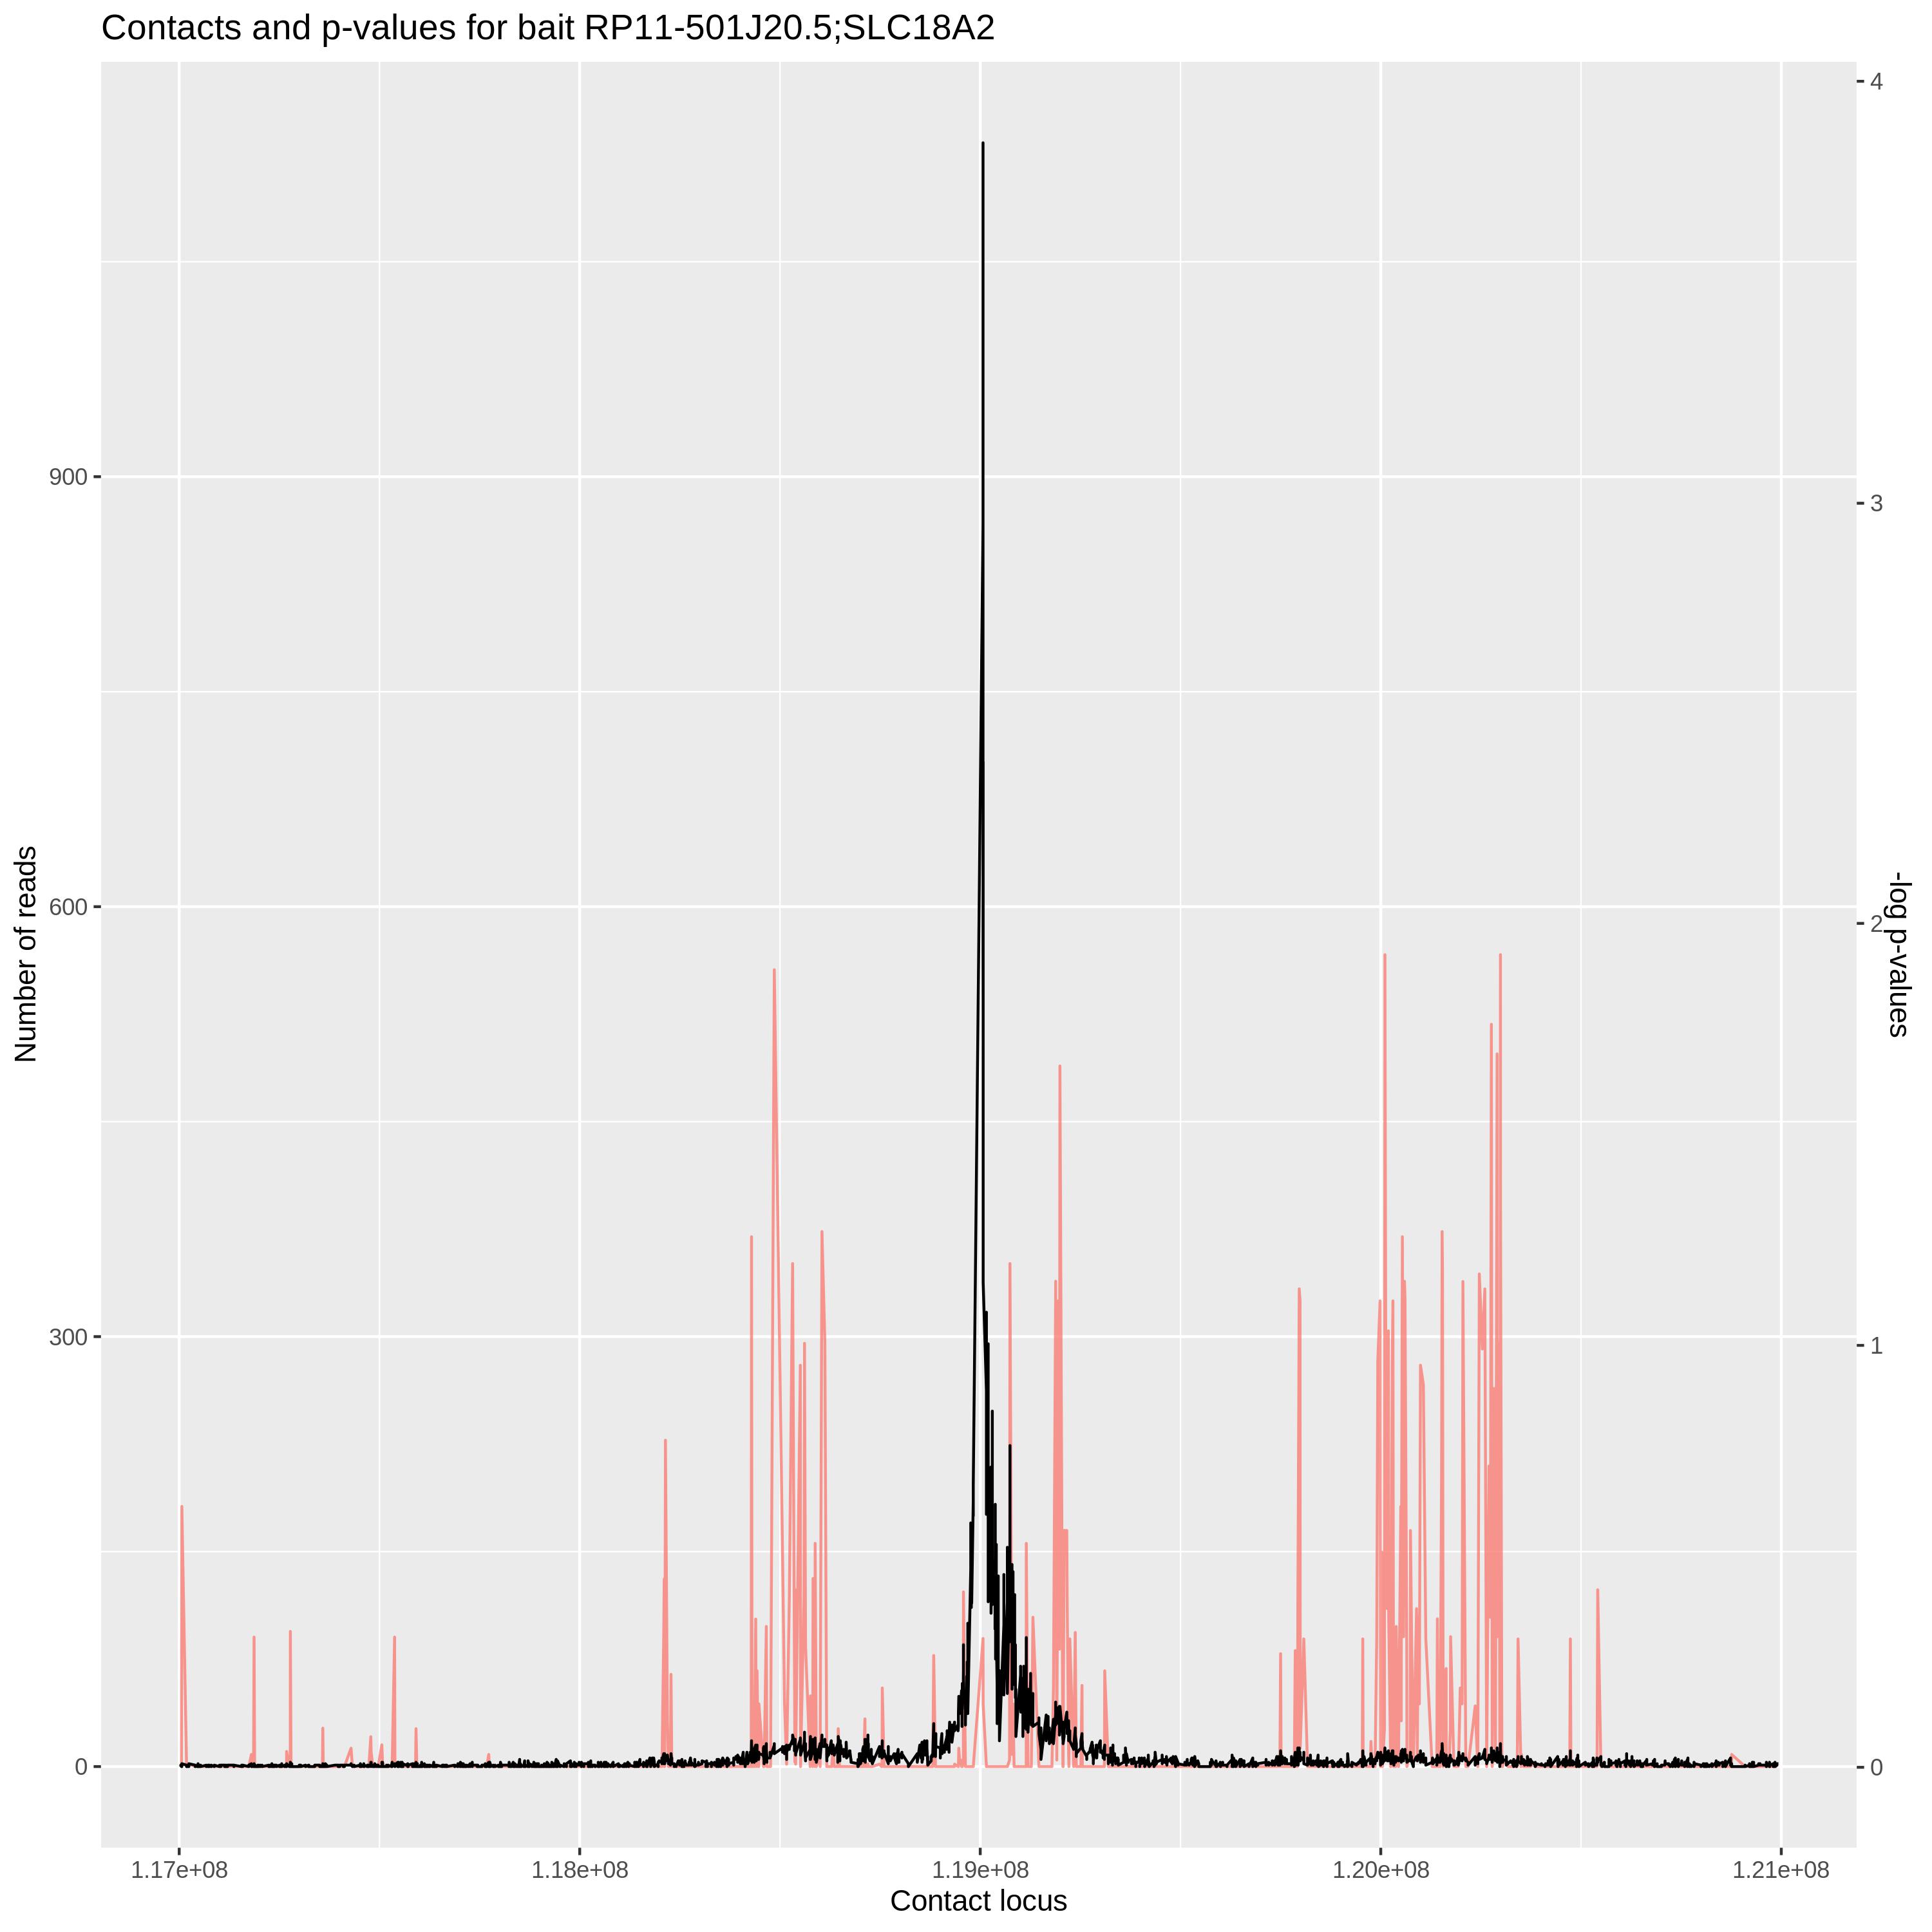 Contacts and p-values for bait RP11-501J20.5;SLC18A2
Number of reads
900
600
300
0
4
3
2
1
0
-log p-values
1.17e+08 1.18e+08 1.19e+08 1.20e+08 1.21e+08
Contact locus